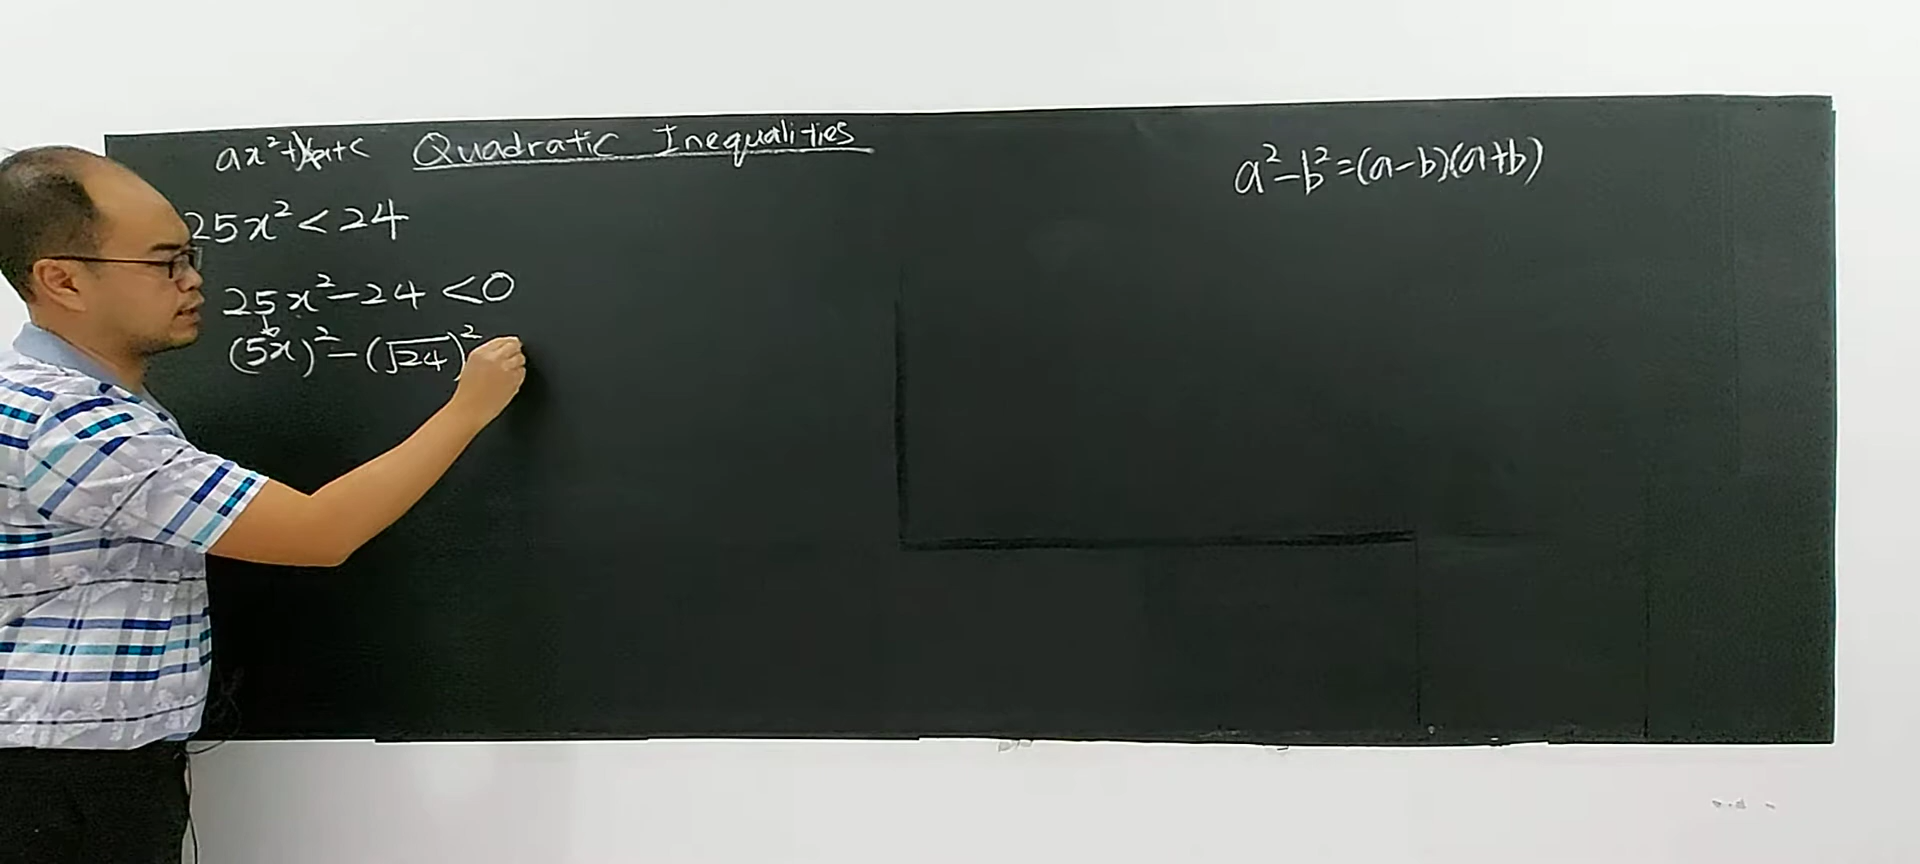 ax²+bx+c Quadratic Inequalities
a²-b²=(a-b)(a+b)
25x²<24
25x²-24<0
(5x)²-(√24)²